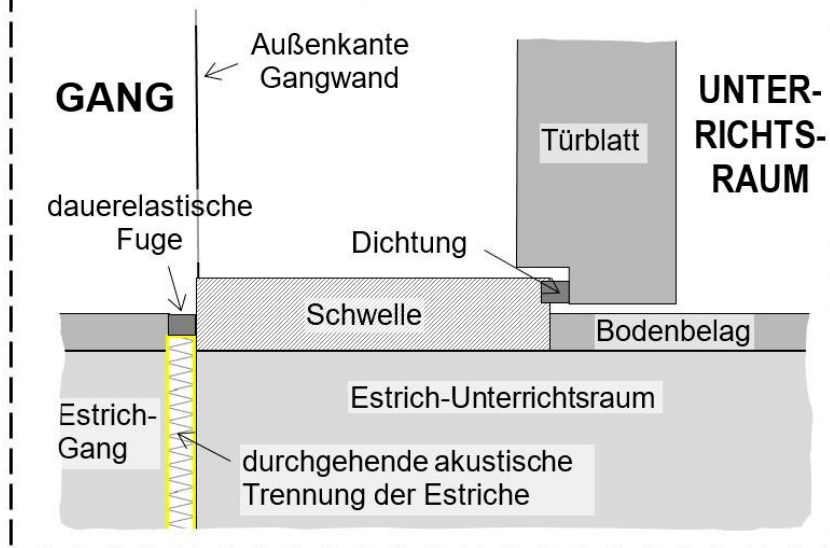 Außenkante
Gangwand
GANG
UNTER-
RICHTS-
RAUM
Türblatt
dauerelastische
Fuge
Dichtung
Schwelle
Bodenbelag
Estrich-
Gang
Estrich-Unterrichtsraum
durchgehende akustische
Trennung der Estriche